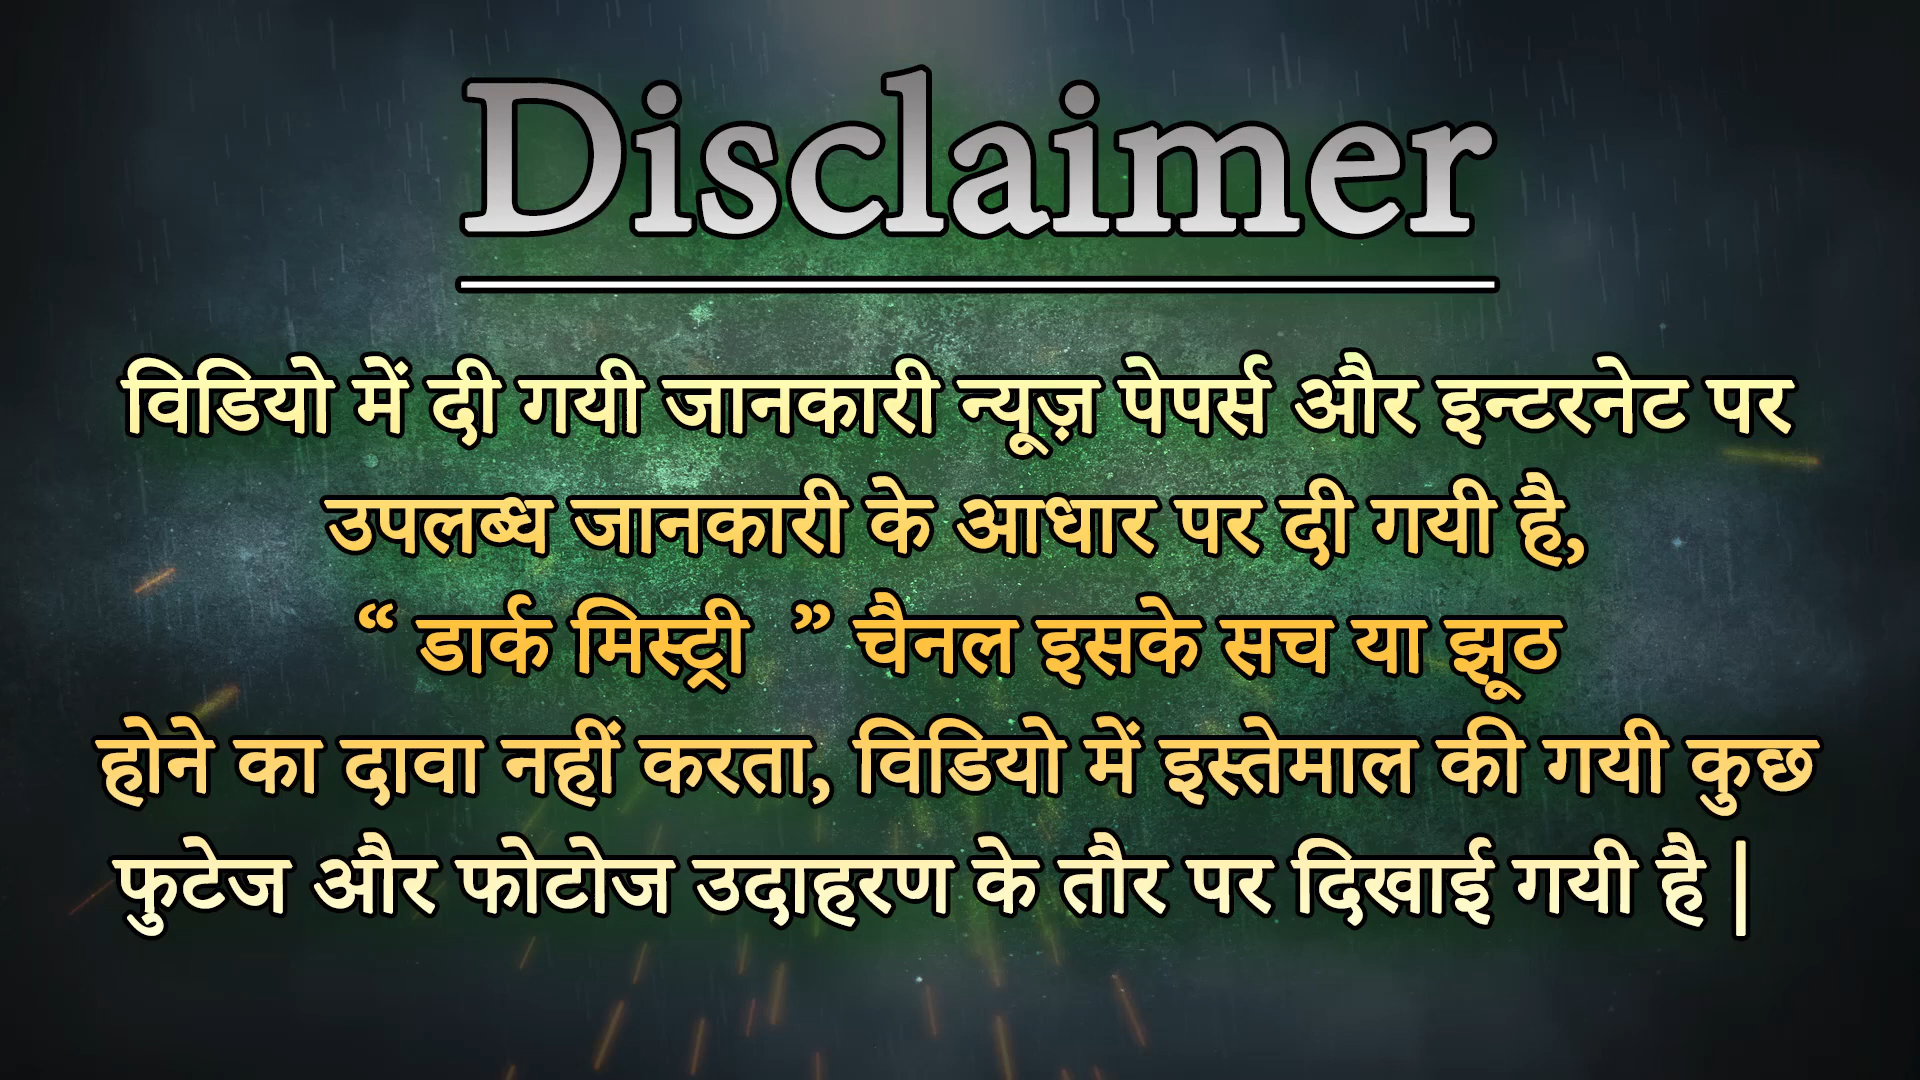 Disclaimer
विडियो में दी गयी जानकारी न्यूज़ पेपर्स और इन्टरनेट पर
उपलब्ध जानकारी के आधार पर दी गयी है,
“ डार्क मिस्ट्री ” चैनल इसके सच या झूठ
होने का दावा नहीं करता, विडियो में इस्तेमाल की गयी कुछ
फुटेज और फोटोज उदाहरण के तौर पर दिखाई गयी है |